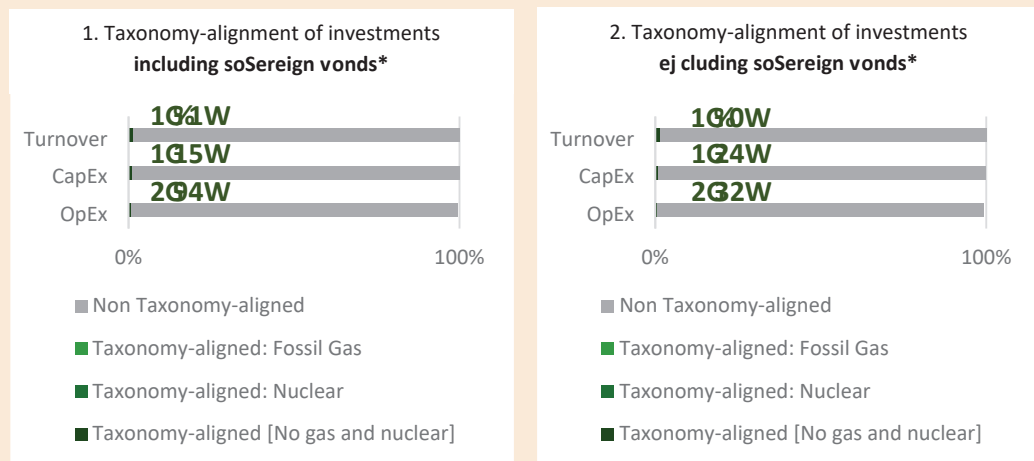 1. Taxonomy-alignment of investments
including soSereign vonds*
Turnover
CapEx
OpEx
0%
100%
Non Taxonomy-aligned
Taxonomy-aligned: Fossil Gas
Taxonomy-aligned: Nuclear
Taxonomy-aligned [No gas and nuclear]
2. Taxonomy-alignment of investments
ej cluding soSereign vonds*
Turnover
CapEx
OpEx
0%
100%
Non Taxonomy-aligned
Taxonomy-aligned: Fossil Gas
Taxonomy-aligned: Nuclear
Taxonomy-aligned [No gas and nuclear]